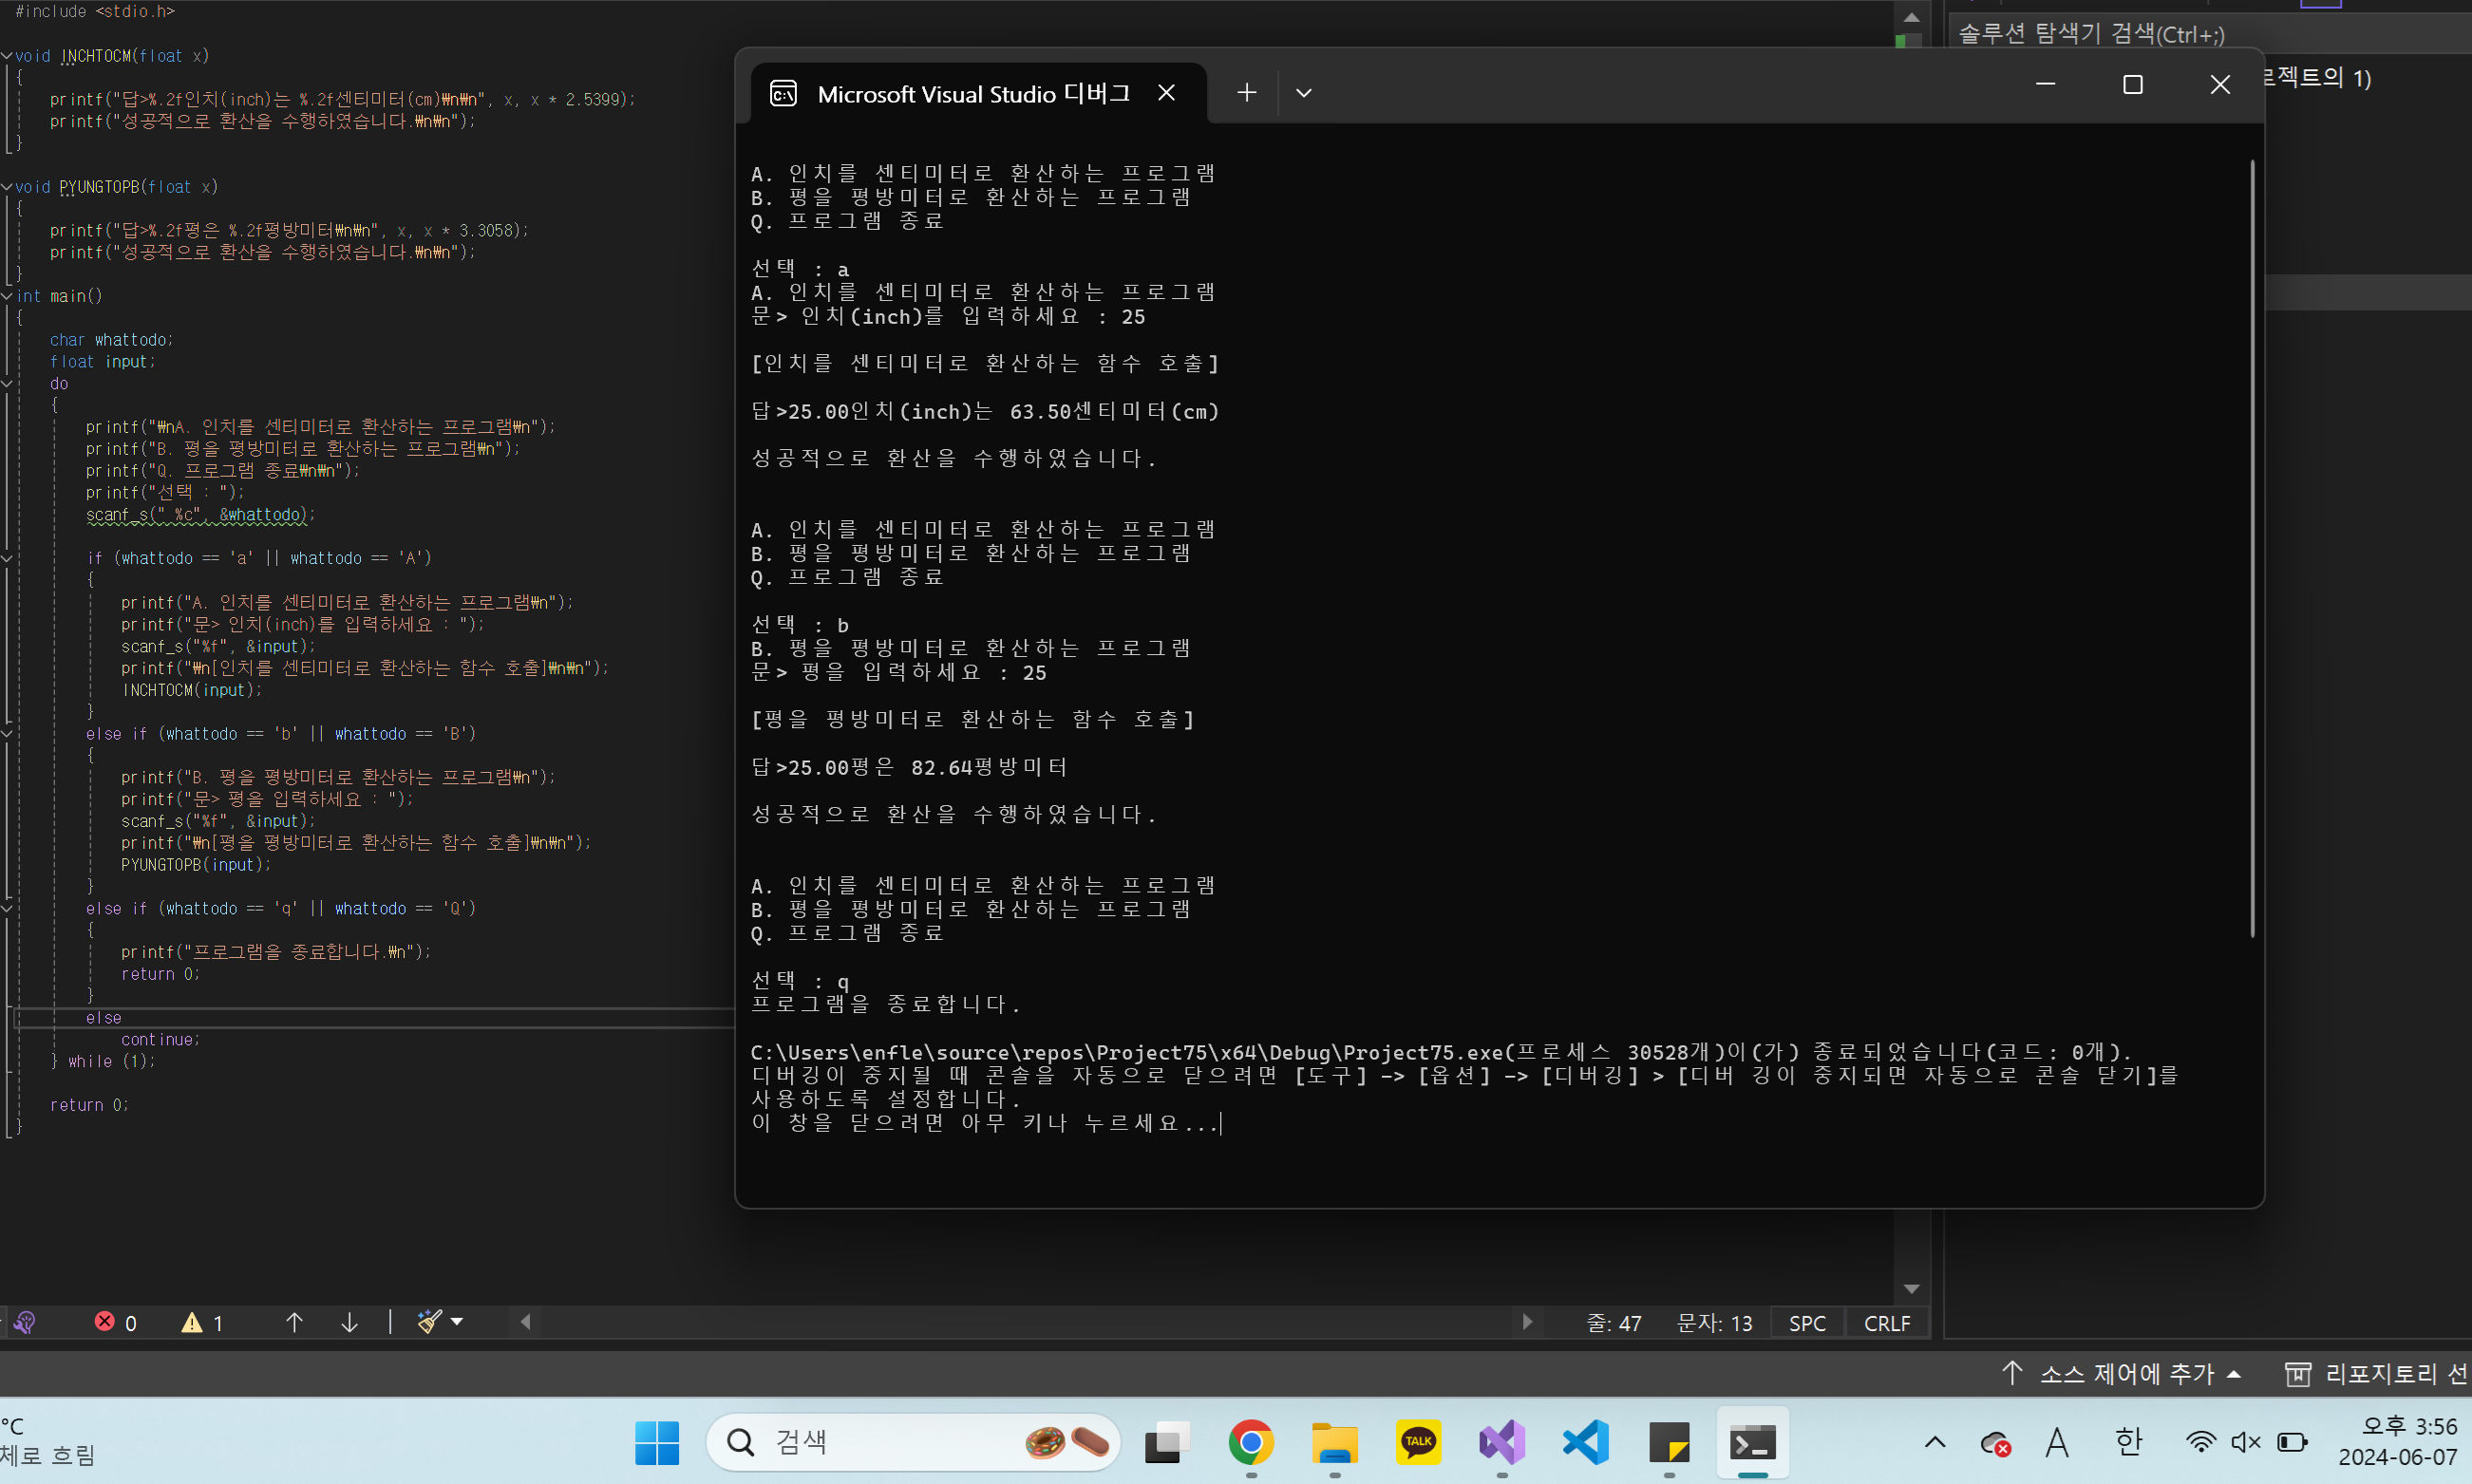 #include <stdio.h>
void INCHTOCM(float x)
{
printf("답>%.2f인치(inch)는 %.2f센티미터(cm)₩n₩n", x, x * 2.5399);
printf("성공적으로 환산을 수행하였습니다.₩n₩n");
}
void PYUNGTOPB(float x)
{
printf("답>%.2f평은 %.2f평방미터₩n₩n", x, x * 3.3058);
printf("성공적으로 환산을 수행하였습니다.₩n₩n");
}
int main()
{
char whattodo;
float input;
do
{
printf("₩nA. 인치를 센티미터로 환산하는 프로그램₩n");
printf("B. 평을 평방미터로 환산하는 프로그램₩n");
printf("Q. 프로그램 종료₩n₩n");
printf("선택 : ");
scanf_s(" %c", &whattodo);
if (whattodo == 'a' || whattodo == 'A')
{
printf("A. 인치를 센티미터로 환산하는 프로그램₩n");
printf("문> 인치(inch)를 입력하세요 : ");
scanf_s("%f", &input);
printf("₩n[인치를 센티미터로 환산하는 함수 호출]₩n₩n");
INCHTOCM(input);
}
else if (whattodo == 'b' || whattodo == 'B')
{
printf("B. 평을 평방미터로 환산하는 프로그램₩n");
printf("문> 평을 입력하세요 : ");
scanf_s("%f", &input);
printf("₩n[평을 평방미터로 환산하는 함수 호출]₩n₩n");
PYUNGTOPB(input);
}
else if (whattodo == 'q' || whattodo == 'Q')
{
printf("프로그램을 종료합니다.₩n");
return 0;
}
else
continue;
} while (1);
return 0;
}
솔루션 탐색기 검색(Ctrl+;)
로젝트의 1)
Microsoft Visual Studio 디버그
A. 인치를 센티미터로 환산하는 프로그램
B. 평을 평방미터로 환산하는 프로그램
Q. 프로그램 종료
선택 : a
A. 인치를 센티미터로 환산하는 프로그램
문> 인치(inch)를 입력하세요 : 25
[인치를 센티미터로 환산하는 함수 호출]
답>25.00인치(inch)는 63.50센티미터(cm)
성공적으로 환산을 수행하였습니다.
A. 인치를 센티미터로 환산하는 프로그램
B. 평을 평방미터로 환산하는 프로그램
Q. 프로그램 종료
선택 : b
B. 평을 평방미터로 환산하는 프로그램
문> 평을 입력하세요 : 25
[평을 평방미터로 환산하는 함수 호출]
답>25.00평은 82.64평방미터
성공적으로 환산을 수행하였습니다.
A. 인치를 센티미터로 환산하는 프로그램
B. 평을 평방미터로 환산하는 프로그램
Q. 프로그램 종료
선택 : q
프로그램을 종료합니다.
C:\Users\enfle\source\repos\Project75\x64\Debug\Project75.exe(프로세스 30528개)이(가) 종료되었습니다(코드: 0개).
디버깅이 중지될 때 콘솔을 자동으로 닫으려면 [도구] -> [옵션] -> [디버깅] > [디버 깅이 중지되면 자동으로 콘솔 닫기]를
사용하도록 설정합니다.
이 창을 닫으려면 아무 키나 누르세요...
0 1 줄: 47 문자: 13 SPC CRLF
소스 제어에 추가 리포지토리 선
°C
체로 흐림
검색
TALK
A 한
오후 3:56
2024-06-07